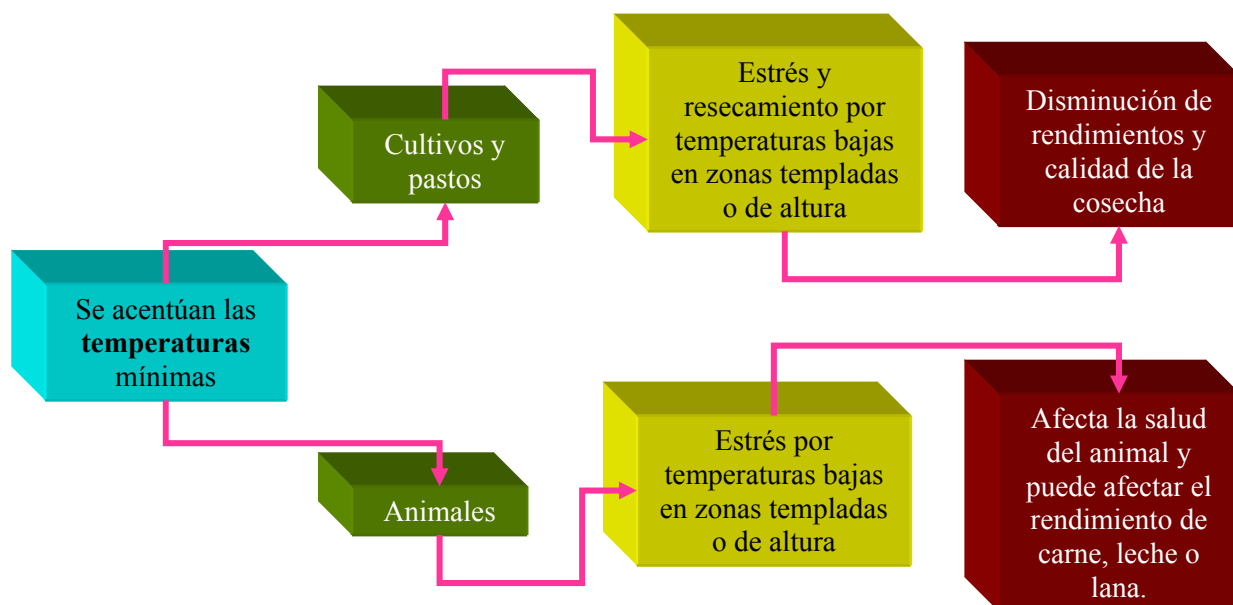 Se acentúan las
temperaturas
mínimas
Cultivos y
pastos
Estrés y
resecamiento por
temperaturas bajas
en zonas templadas
o de altura
Disminución de
rendimientos y
calidad de la
cosecha
Animales
Estrés por
temperaturas bajas
en zonas templadas
o de altura
Afecta la salud
del animal y
puede afectar el
rendimiento de
carne, leche o
lana.